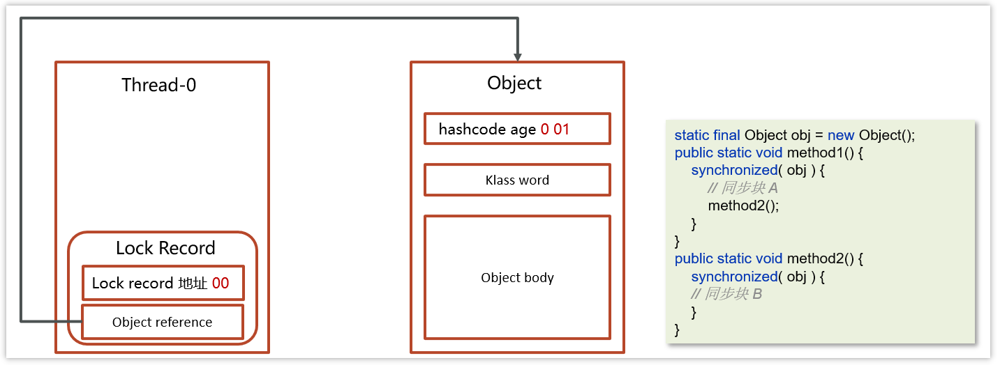 Thread-0
Lock Record
Lock record 地址 00
Object reference
Object
hashcode age 0 01
Klass word
Object body
static final Object obj = new Object();
public static void method1() {
synchronized( obj ) {
// 同步块 A
method2();
}
}
public static void method2() {
synchronized( obj ) {
// 同步块 B
}
}